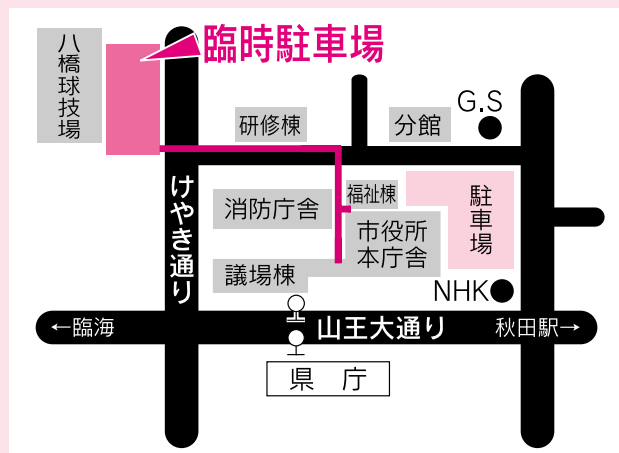 臨時駐車場
八橋球技場
研修棟
分館
G.S
けやき通り
消防庁舎
福祉棟
駐車場
市役所
本庁舎
議場棟
NHK
←臨海
山王大通り
秋田駅→
県 庁